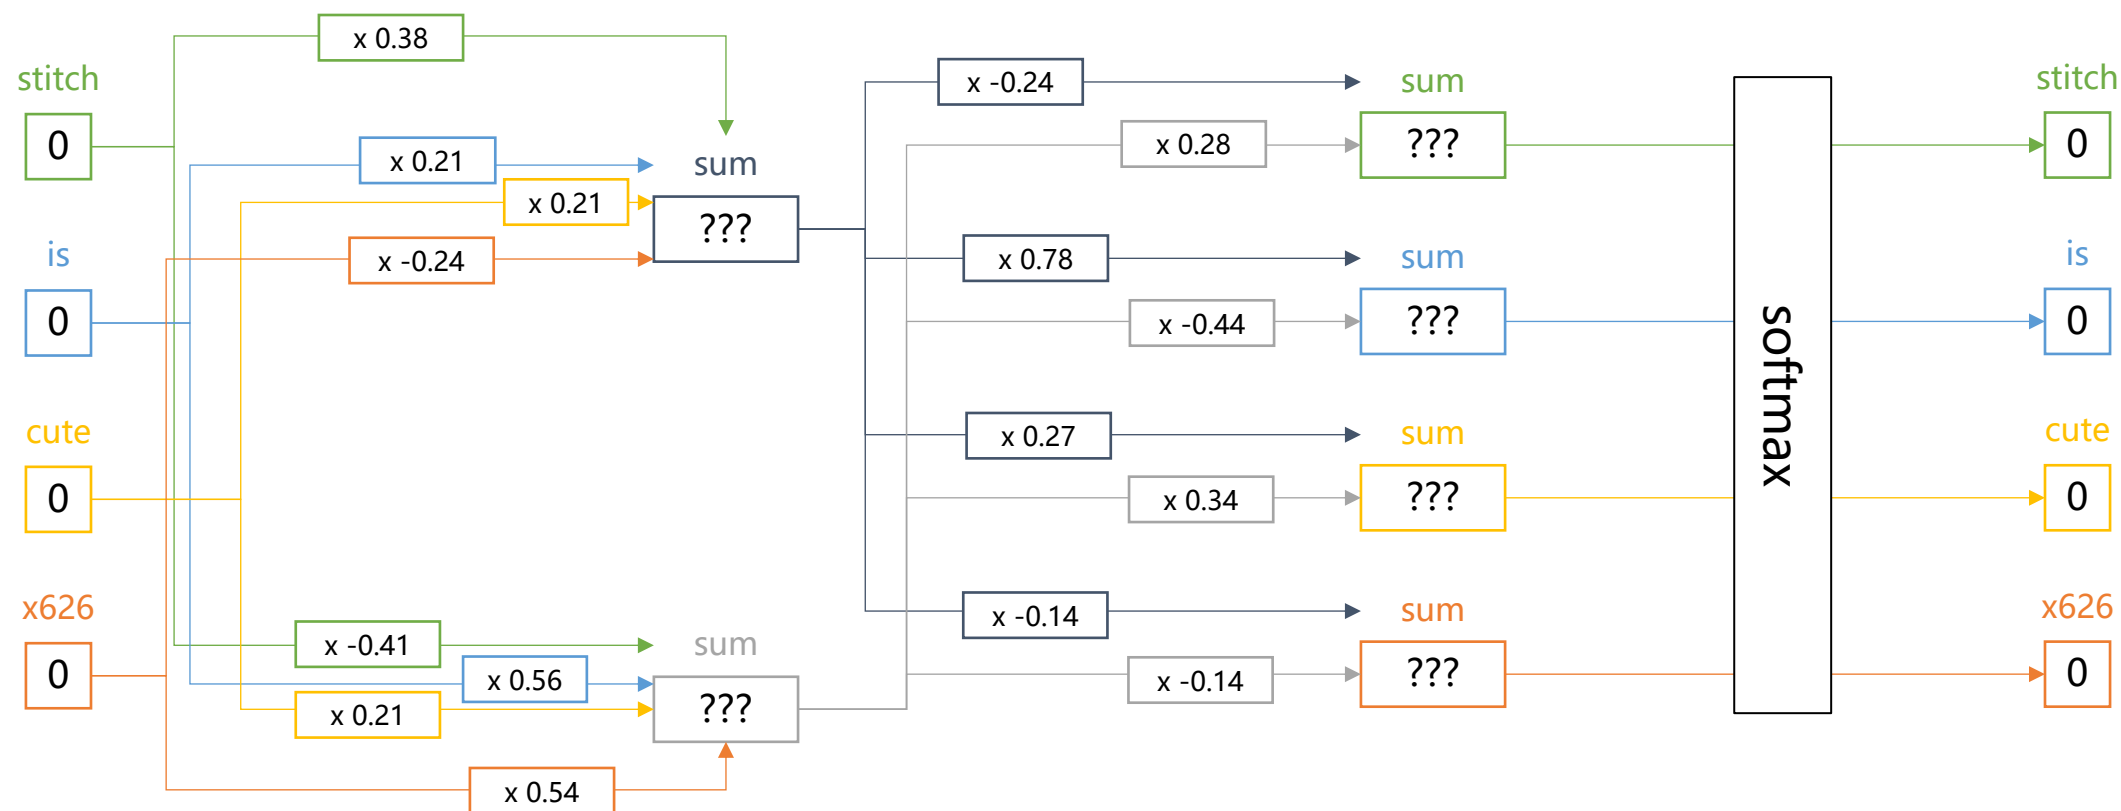 x 0.38
stitch
0
x 0.21
x 0.21
sum
???
x -0.24
is
0
cute
0
x626
0
x -0.41
x 0.56
x 0.21
sum
???
x 0.54
x -0.24
x 0.28
sum
???
x 0.78
x -0.44
sum
???
x 0.27
x 0.34
sum
???
x -0.14
x -0.14
sum
???
softmax
stitch
0
is
0
cute
0
x626
0